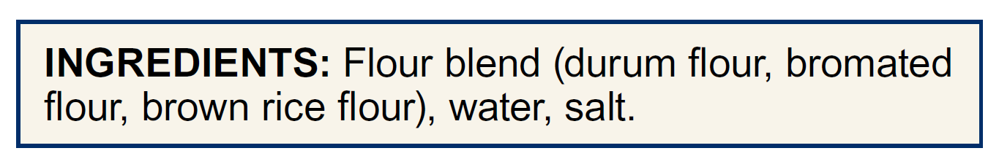 INGREDIENTS: Flour blend (durum flour, bromated
flour, brown rice flour), water, salt.